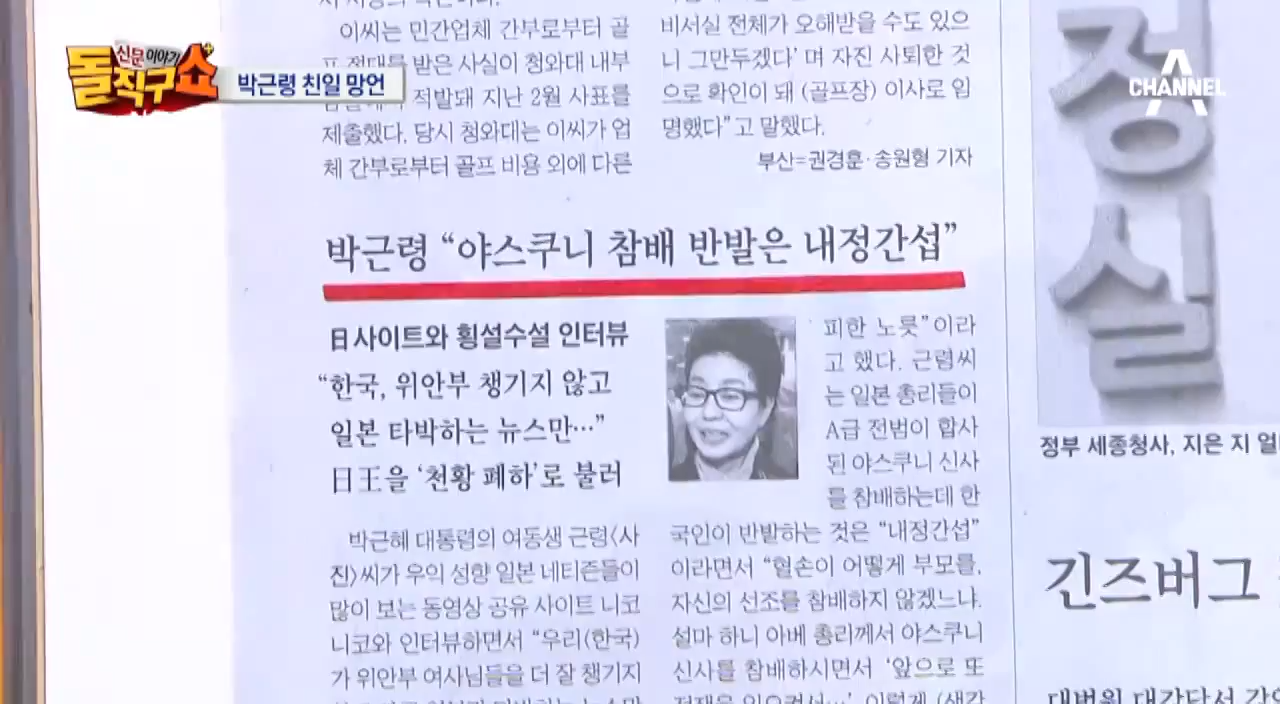 신문이야기
돌직구쇼+
박근령 친일 망언
CHANNEL A
이씨는 민간업체 간부로부터 골
프 접대를 받은 사실이 청와대 내부
적발돼 지난 2월 사표를
제출했다. 당시 청와대는 이씨가 업
체 간부로부터 골프 비용 외에 다른
비서실 전체가 오해받을 수도 있으
니 그만두겠다’며 자진 사퇴한 것
으로 확인이 돼 (골프장) 이사로 임
명했다”고 말했다.
부산=권경훈·송원형 기자
박근령 “야스쿠니 참배 반발은 내정간섭”
日사이트와 횡설수설 인터뷰
“한국, 위안부 챙기지 않고
일본 타박하는 뉴스만…”
日王을 ‘천황 폐하’로 불러
박근혜 대통령의 여동생 근령〈사
진〉씨가 우익 성향 일본 네티즌들이
많이 보는 동영상 공유 사이트 니코
니코와 인터뷰하면서 “우리(한국)
가 위안부 여사님들을 더 잘 챙기지
피한 노릇”이라
고 했다. 근령씨
는 일본 총리들이
A급 전범이 합사
된 야스쿠니 신사
를 참배하는데 한
국인이 반발하는 것은 “내정간섭”
이라면서 “혈손이 어떻게 부모를,
자신의 선조를 참배하지 않겠느냐.
설마 하니 아베 총리께서 야스쿠니
신사를 참배하시면서 ‘앞으로 또
정실
정부 세종청사, 지은 지 얼
긴즈버그